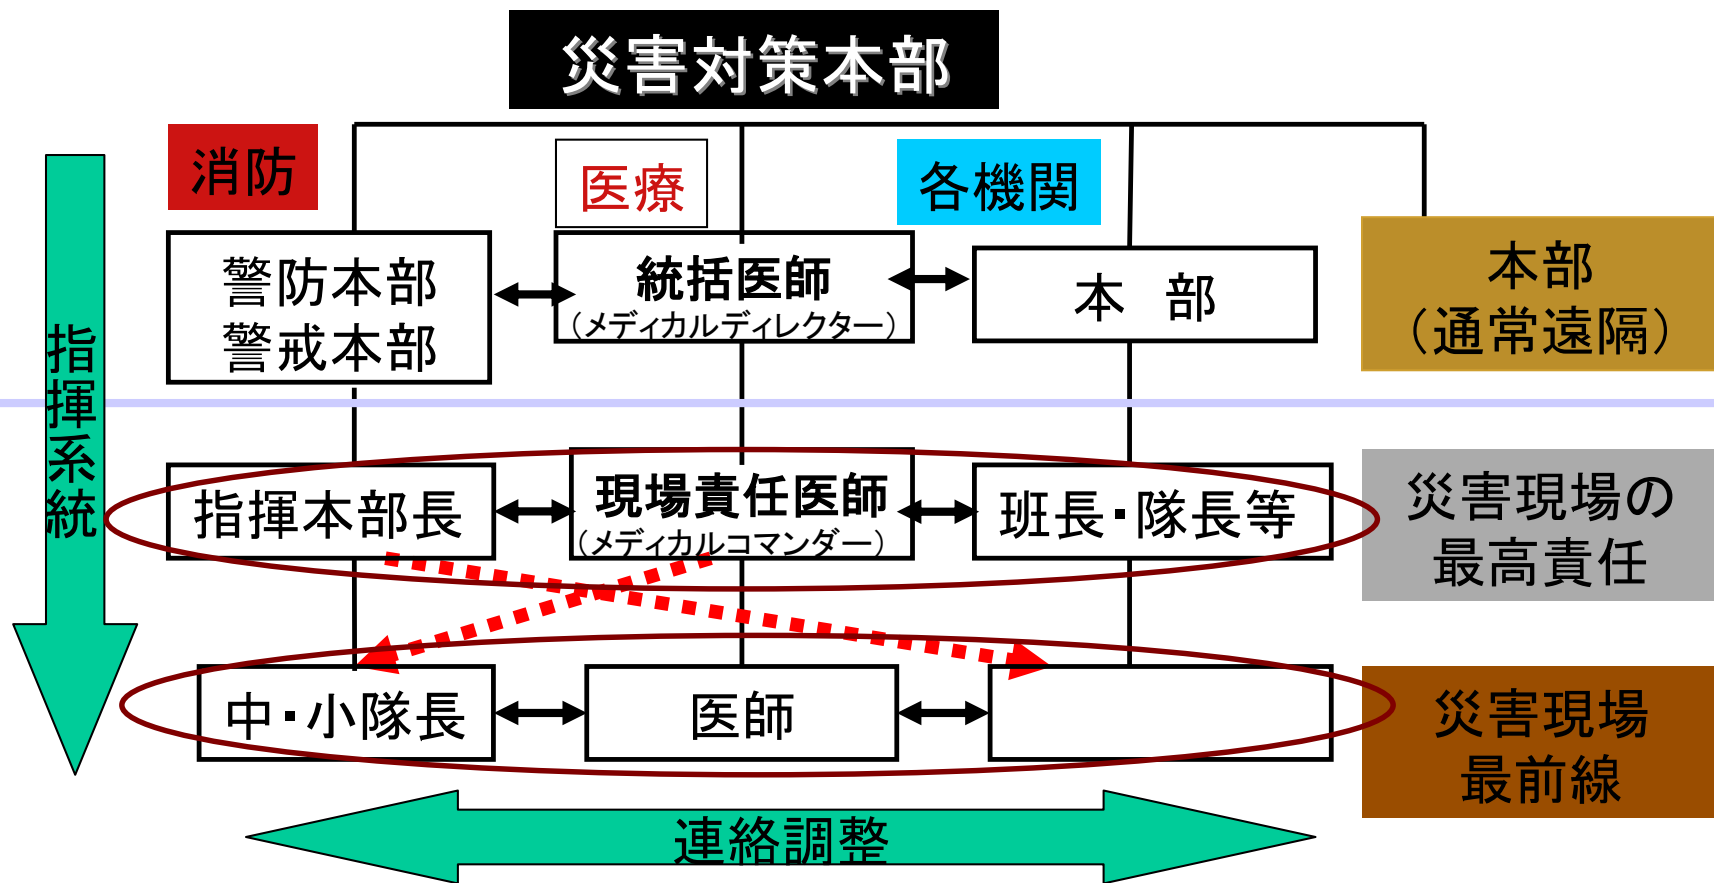 災害対策本部
消防
医療
各機関
警防本部
警戒本部
統括医師
（メディカルディレクター）
本　部
本部
（通常遠隔）
指揮系統
指揮本部長
現場責任医師
（メディカルコマンダー）
班長・隊長等
災害現場の
最高責任
中・小隊長
医師
災害現場
最前線
連絡調整